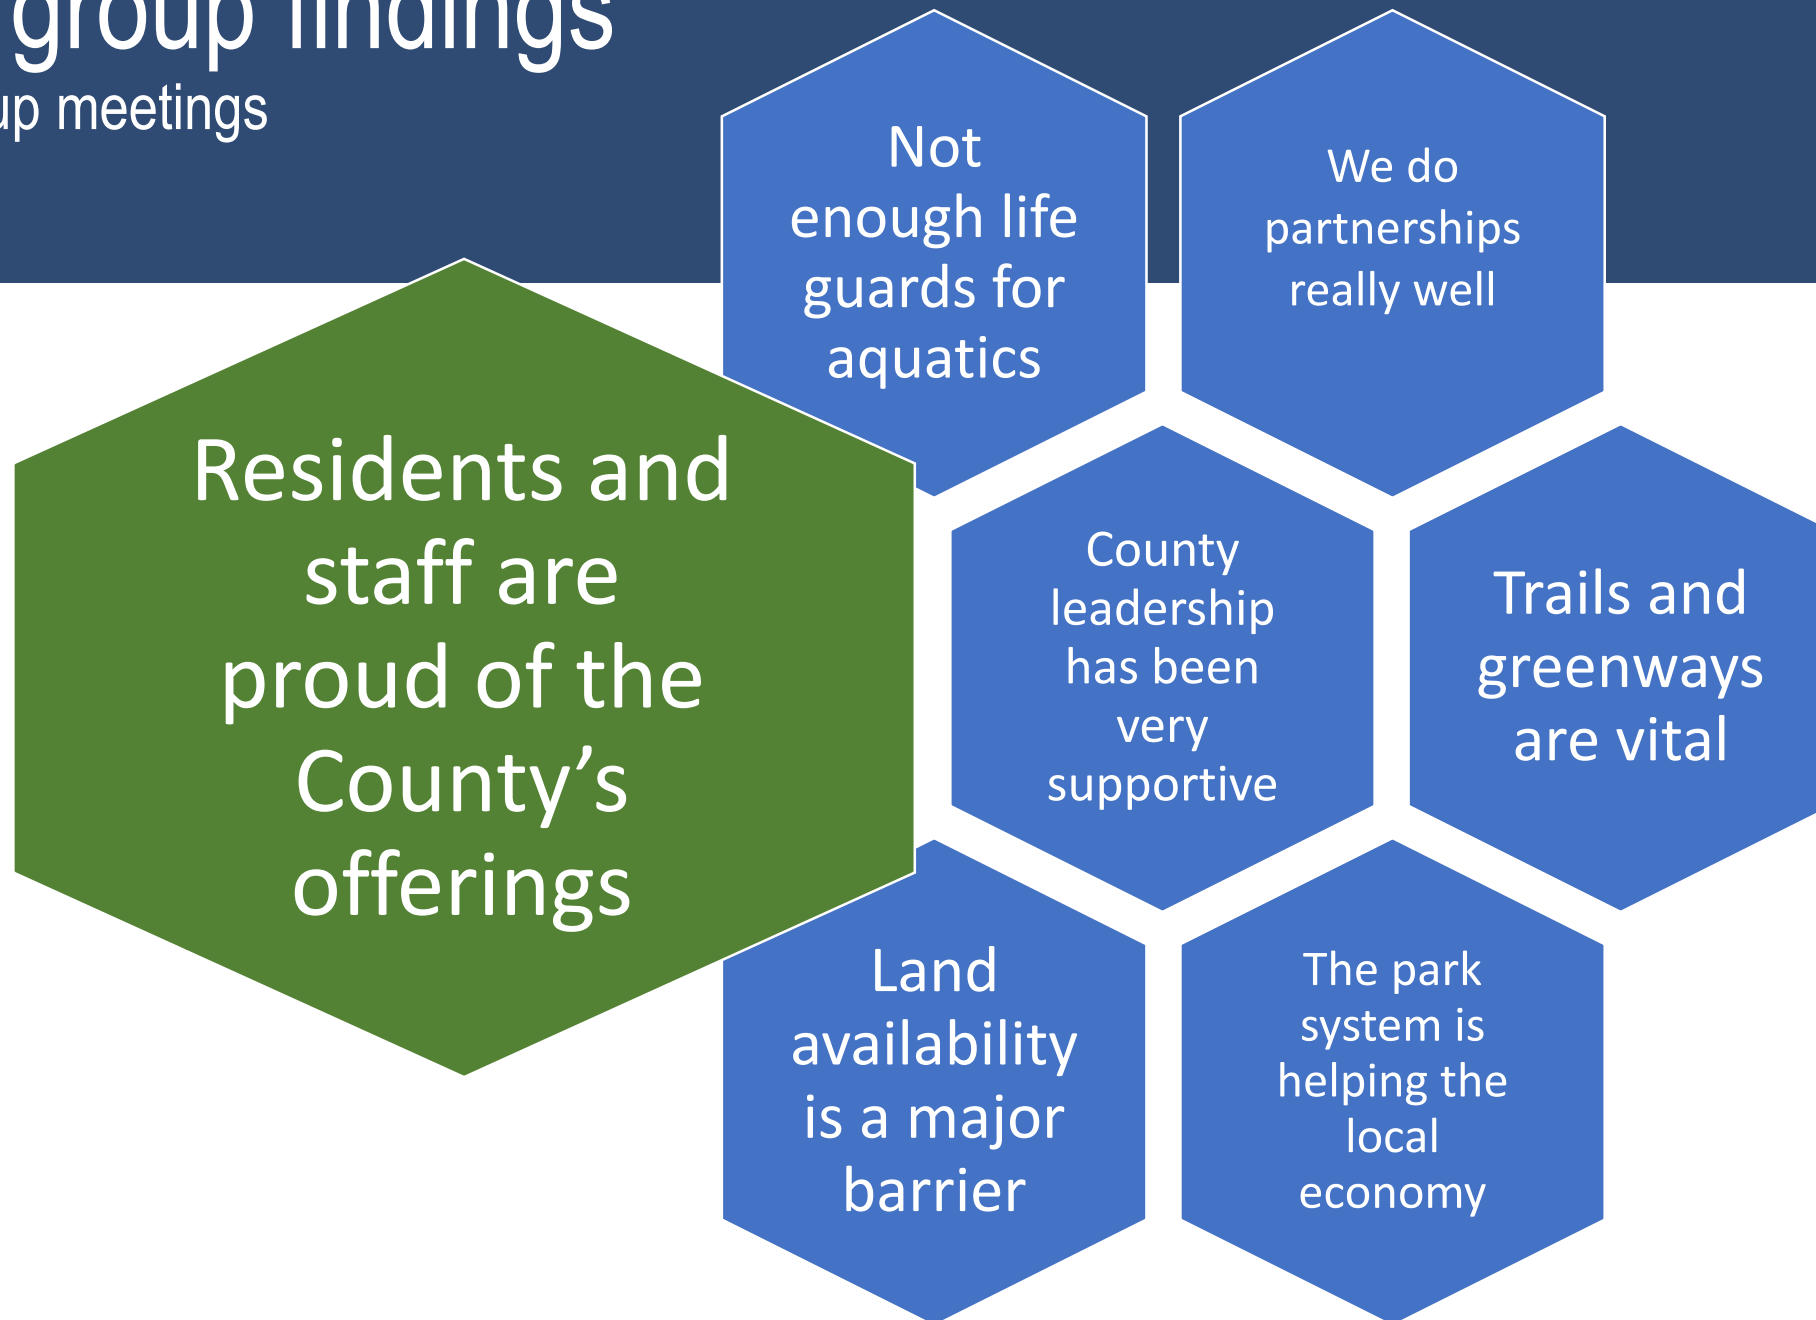 group findings
up meetings
Not
enough life
guards for
aquatics
We do
partnerships
really well
Residents and
staff are
proud of the
County’s
offerings
County
leadership
has been
very
supportive
Trails and
greenways
are vital
Land
availability
is a major
barrier
The park
system is
helping the
local
economy